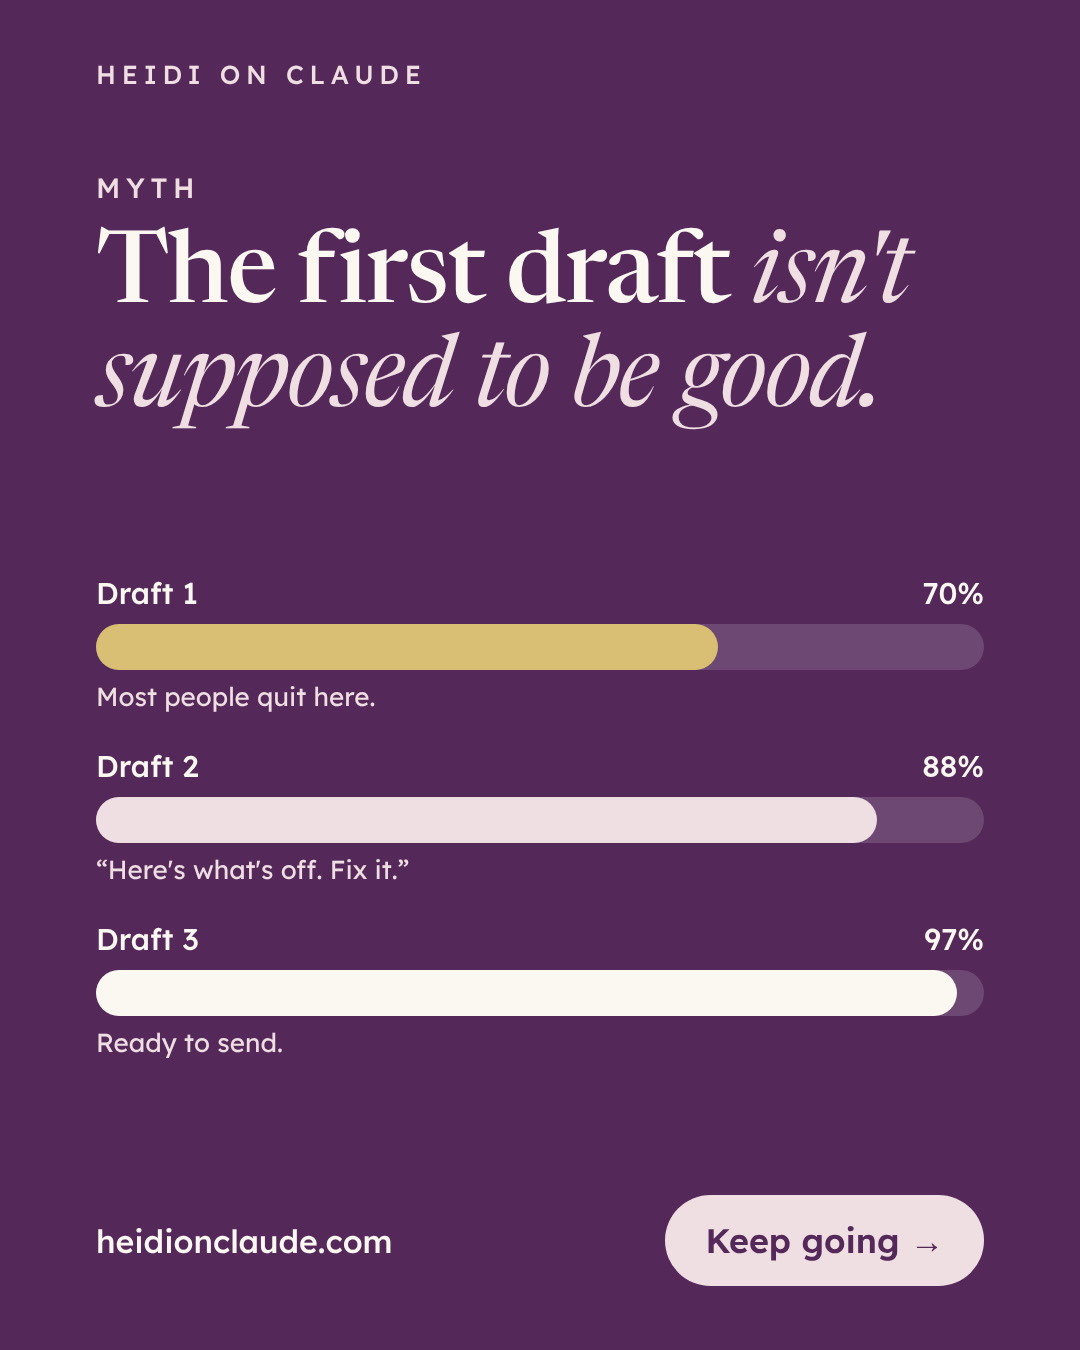 HEIDI ON CLAUDE
MYTH
The first draft isn't
supposed to be good.
Draft 1 70%
Most people quit here.
Draft 2 88%
“Here's what's off. Fix it.”
Draft 3 97%
Ready to send.
heidionclaude.com
Keep going →